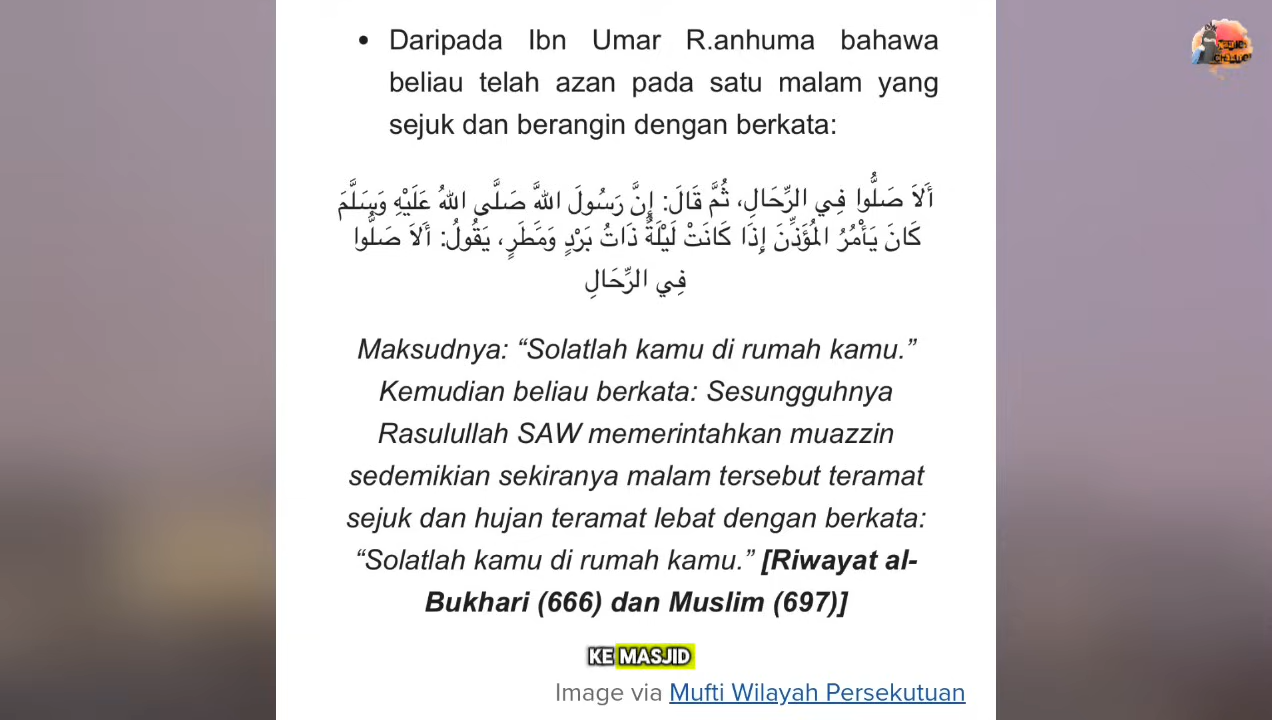 • Daripada Ibn Umar R.anhuma bahawa
beliau telah azan pada satu malam yang
sejuk dan berangin dengan berkata:
أَلاَ صَلُّوا فِي الرِّحَالِ، ثُمَّ قَالَ: إِنَّ رَسُولَ اللهَّ صَلَّى اللهُ عَلَيْهِ وَسَلَّمَ
كَانَ يَأْمُرُ الْمُؤَذِّنَ إِذَا كَانَتْ لَيْلَةٌ ذَاتُ بَرْدٍ وَمَطَرٍ، يَقُولُ: أَلاَ صَلُّوا
فِي الرِّحَالِ
Maksudnya: “Solatlah kamu di rumah kamu.”
Kemudian beliau berkata: Sesungguhnya
Rasulullah SAW memerintahkan muazzin
sedemikian sekiranya malam tersebut teramat
sejuk dan hujan teramat lebat dengan berkata:
“Solatlah kamu di rumah kamu.” [Riwayat al-
Bukhari (666) dan Muslim (697)]
KE MASJID
Image via Mufti Wilayah Persekutuan